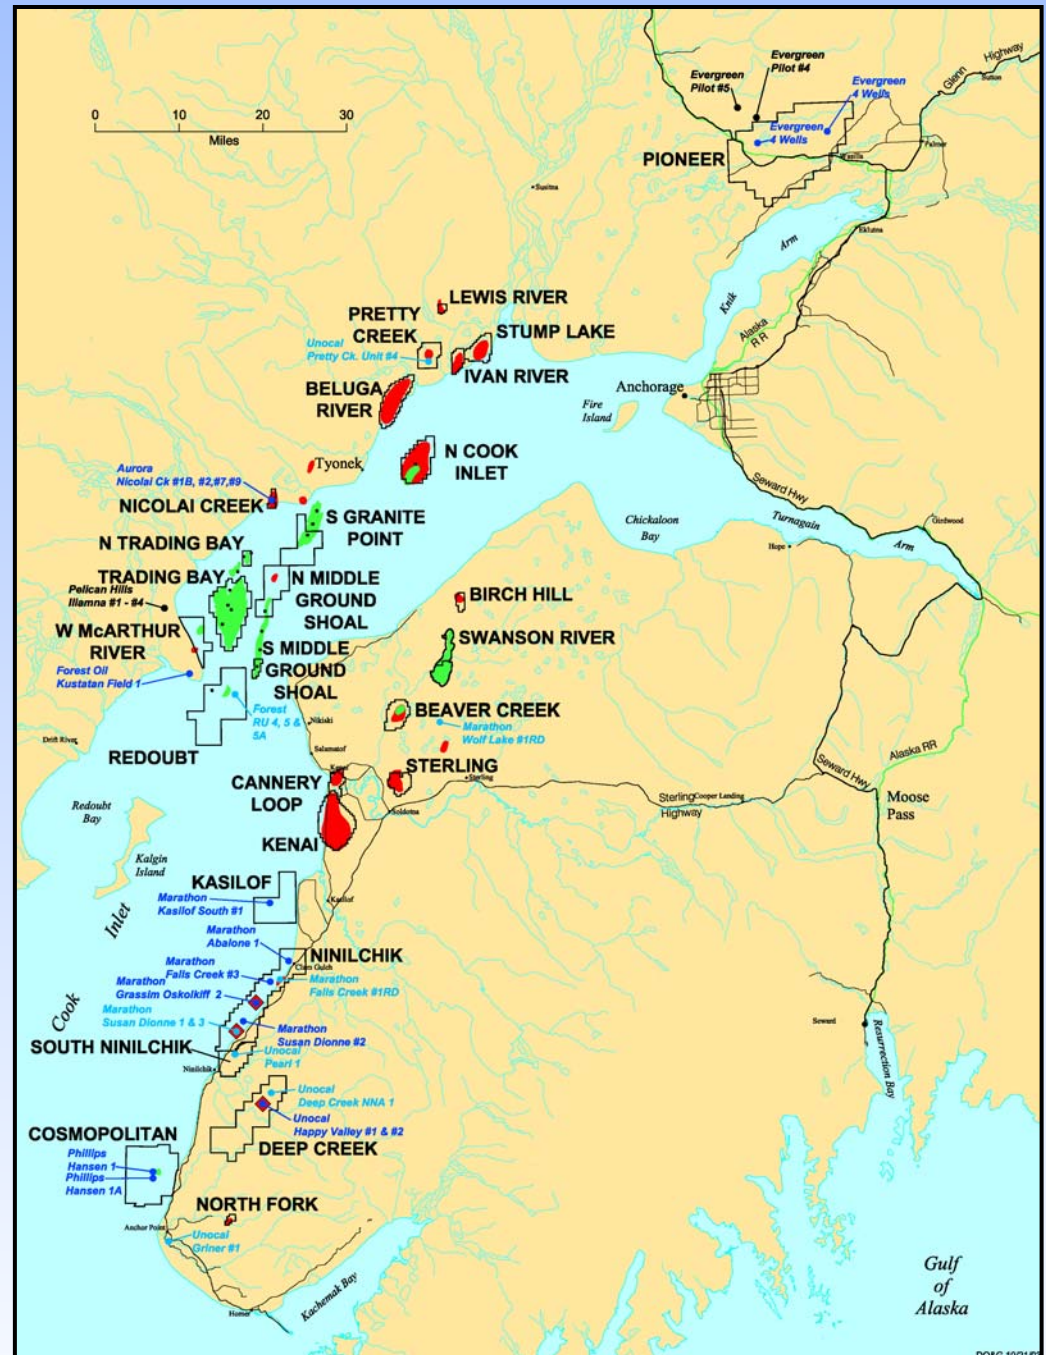 Evergreen
Pilot #4
Evergreen
Pilot #5
Evergreen
4 Wells
Evergreen
4 Wells
Glenn
Highway
Sutton
Palmer
Wasilla
PIONEER
0 10 20 30
Miles
Susitna
Eklutna
Knik
Arm
Alaska
RR
LEWIS RIVER
PRETTY
CREEK
Unocal
Pretty Ck. Unit #4
STUMP LAKE
IVAN RIVER
BELUGA
RIVER
Anchorage
Fire
Island
N COOK
INLET
Tyonek
Aurora
Nicolai Ck #1B, #2,#7,#9
NICOLAI CREEK
Seward Hwy
S GRANITE
POINT
Chickaloon
Bay
Turnagain
Arm
Girdwood
Hope
N TRADING BAY
TRADING BAY
Pelican Hills
Iliamna #1 - #4
N MIDDLE
GROUND
SHOAL
BIRCH HILL
W McARTHUR
RIVER
SWANSON RIVER
S MIDDLE
GROUND
SHOAL
Forest Oil
Kustatan Field 1
Forest
RU 4, 5 &
5A
BEAVER CREEK
Marathon
Wolf Lake #1RD
Nikiski
Drift River
REDOUBT
Salamatof
Kenai
STERLING
Sterling
CANNERY
LOOP
Soldotna
Sterling
Highway
Cooper Landing
Seward Hwy
Alaska RR
Moose
Pass
Redoubt
Bay
KENAI
Kalgin
Island
KASILOF
Marathon
Kasilof South #1
Kasilof
Inlet
Marathon
Abalone 1
NINILCHIK
Clam Gulch
Marathon
Falls Creek #3
Marathon
Falls Creek #1RD
Marathon
Grassim Oskolkiff 2
Marathon
Susan Dionne 1 & 3
Cook
Marathon
Susan Dionne #2
SOUTH NINILCHIK
Unocal
Pearl 1
Ninilchik
Seward
Resurrection Bay
Unocal
Deep Creek NNA 1
Unocal
Happy Valley #1 & #2
DEEP CREEK
COSMOPOLITAN
Phillips
Hansen 1
Phillips
Hansen 1A
NORTH FORK
Anchor Point
Unocal
Griner #1
Homer
Kachemak Bay
Gulf
of
Alaska